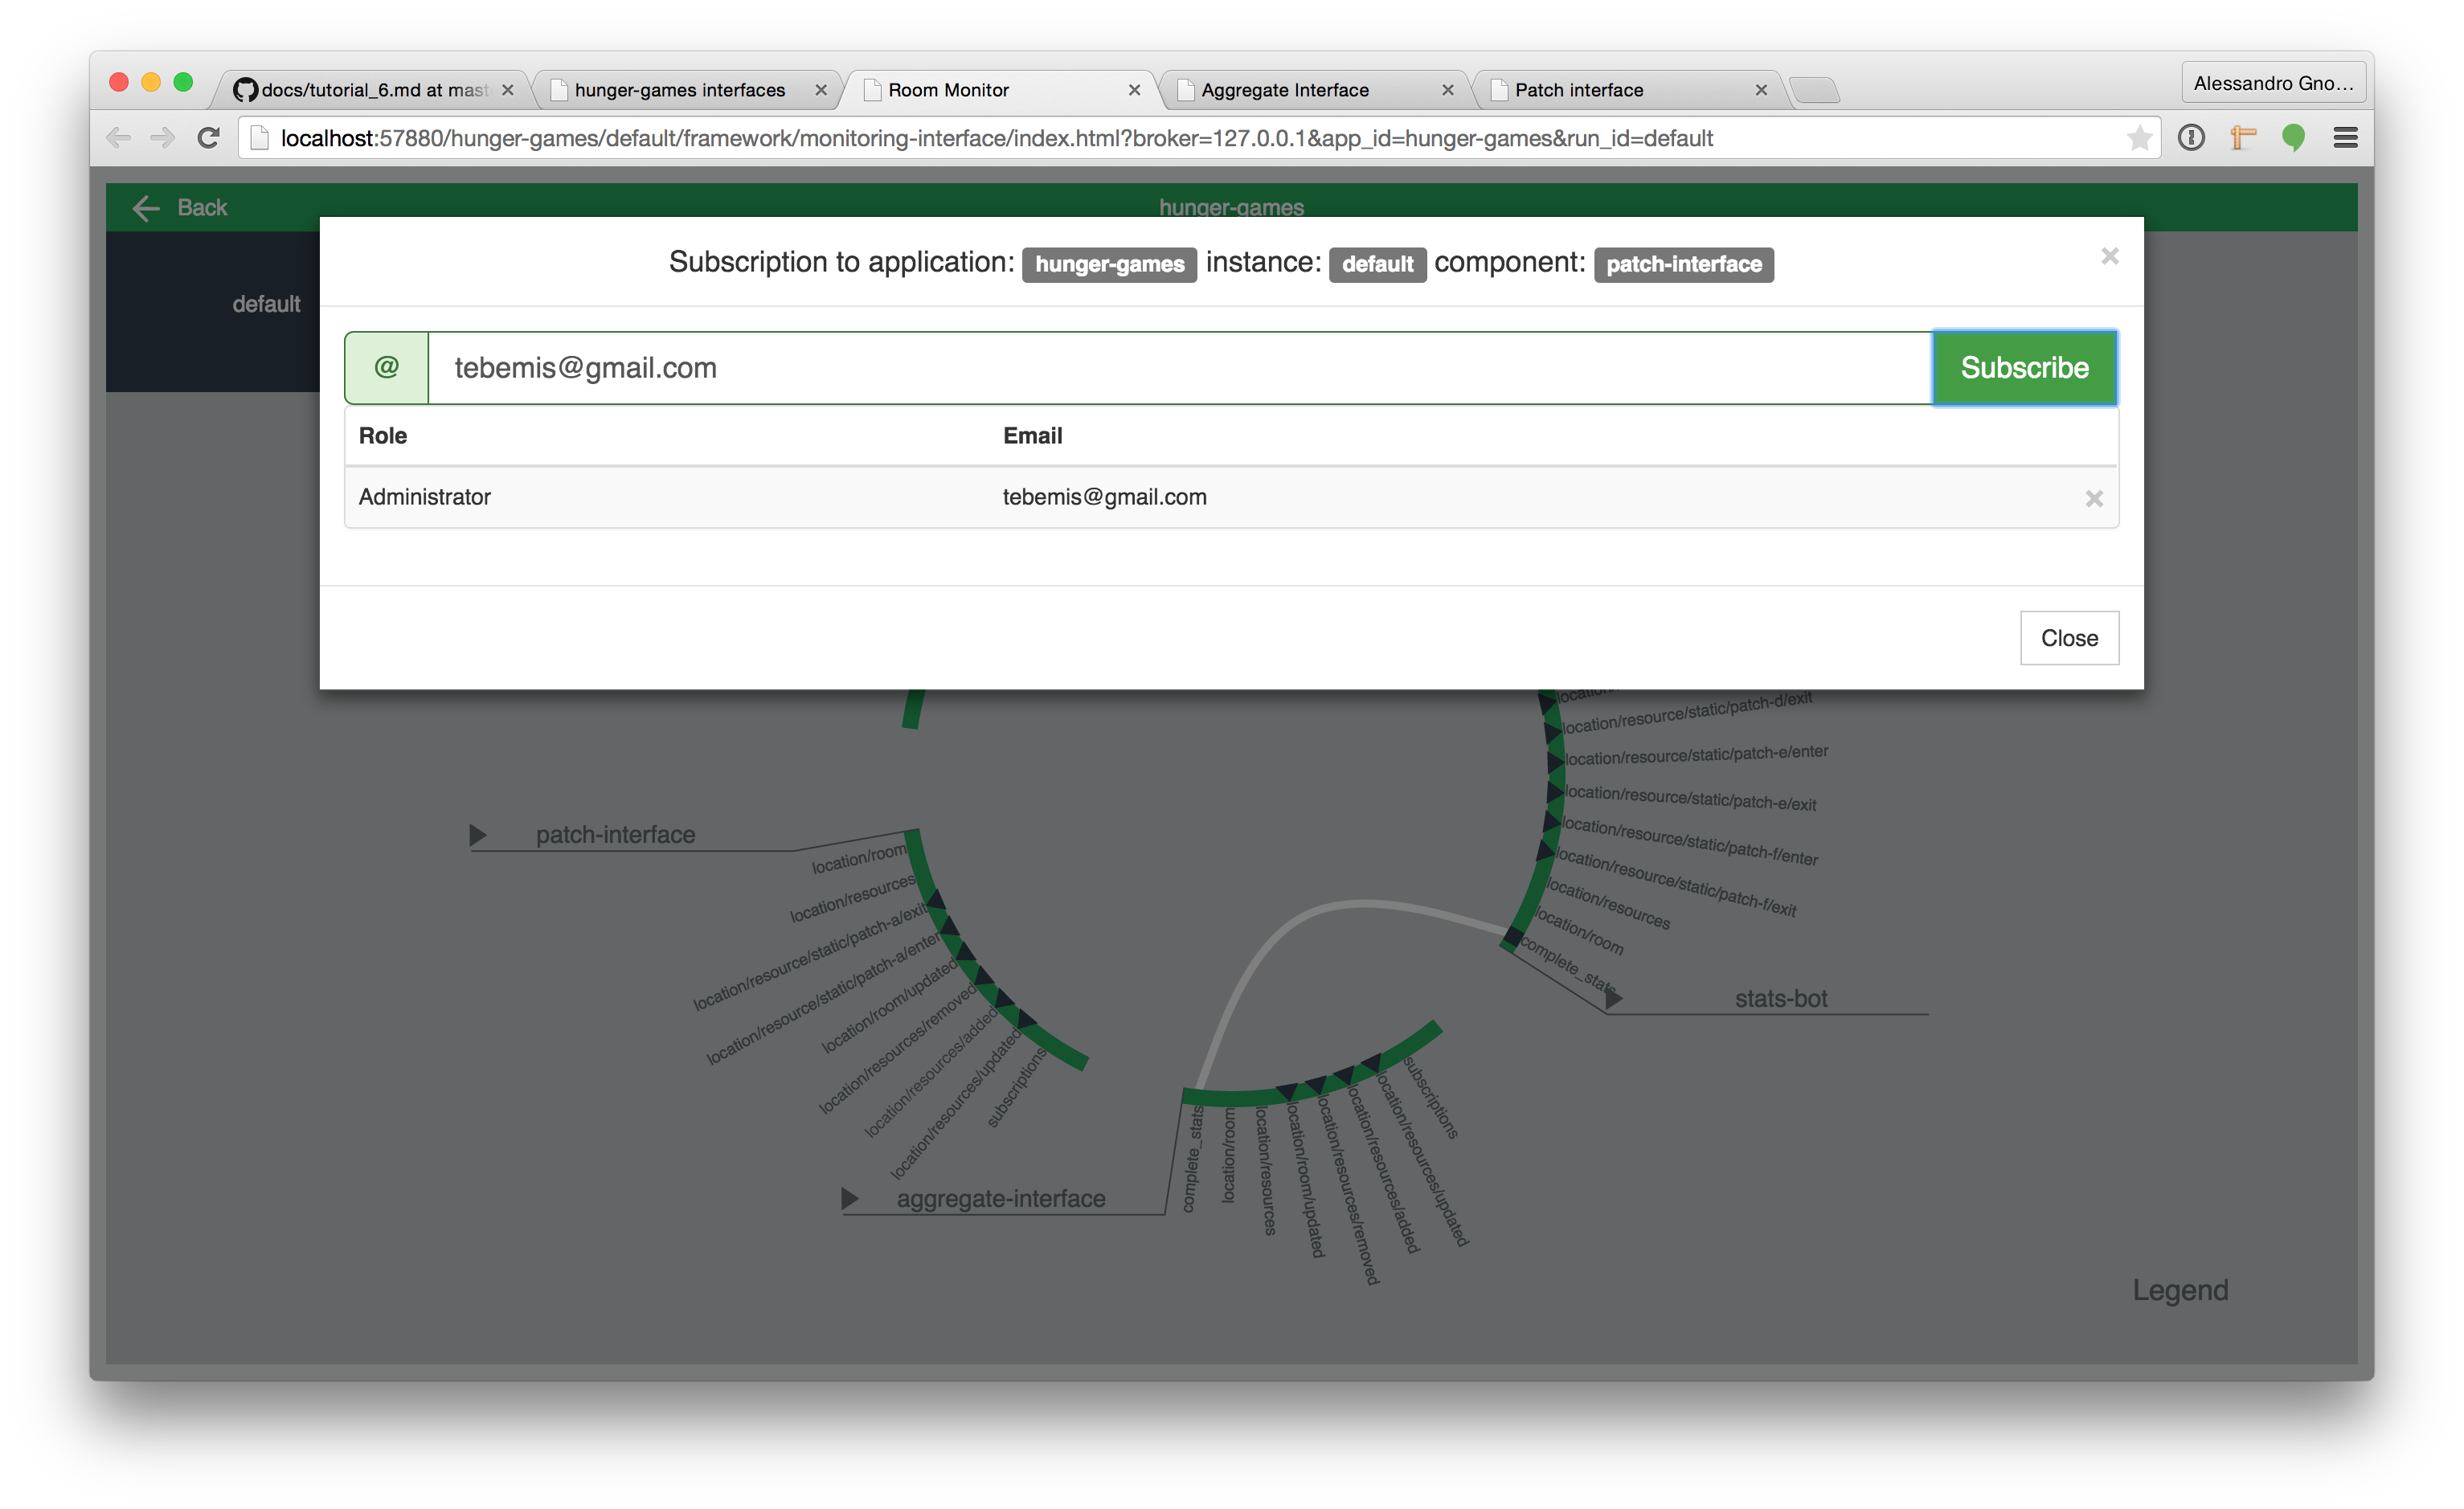 docs/tutorial_6.md at mast
hunger-games interfaces
Room Monitor
Aggregate Interface
Patch interface
Alessandro Gno...
localhost:57880/hunger-games/default/framework/monitoring-interface/index.html?broker=127.0.0.1&app_id=hunger-games&run_id=default
Back
hunger-games
default
Subscription to application: hunger-games instance: default component: patch-interface
@ tebemis@gmail.com Subscribe
Role Email
Administrator tebemis@gmail.com
Close
location/resource/static/patch-d/exit
location/resource/static/patch-e/enter
location/resource/static/patch-e/exit
location/resource/static/patch-f/enter
location/resource/static/patch-f/exit
location/resources
location/room
complete_stats
stats-bot
patch-interface
location/room
location/resources
location/resource/static/patch-a/exit
location/resource/static/patch-a/enter
location/room/updated
location/resources/removed
location/resources/added
location/resources/updated
subscriptions
aggregate-interface
complete_stats
location/room
location/resources
location/room/updated
location/resources/removed
location/resources/added
location/resources/updated
subscriptions
Legend